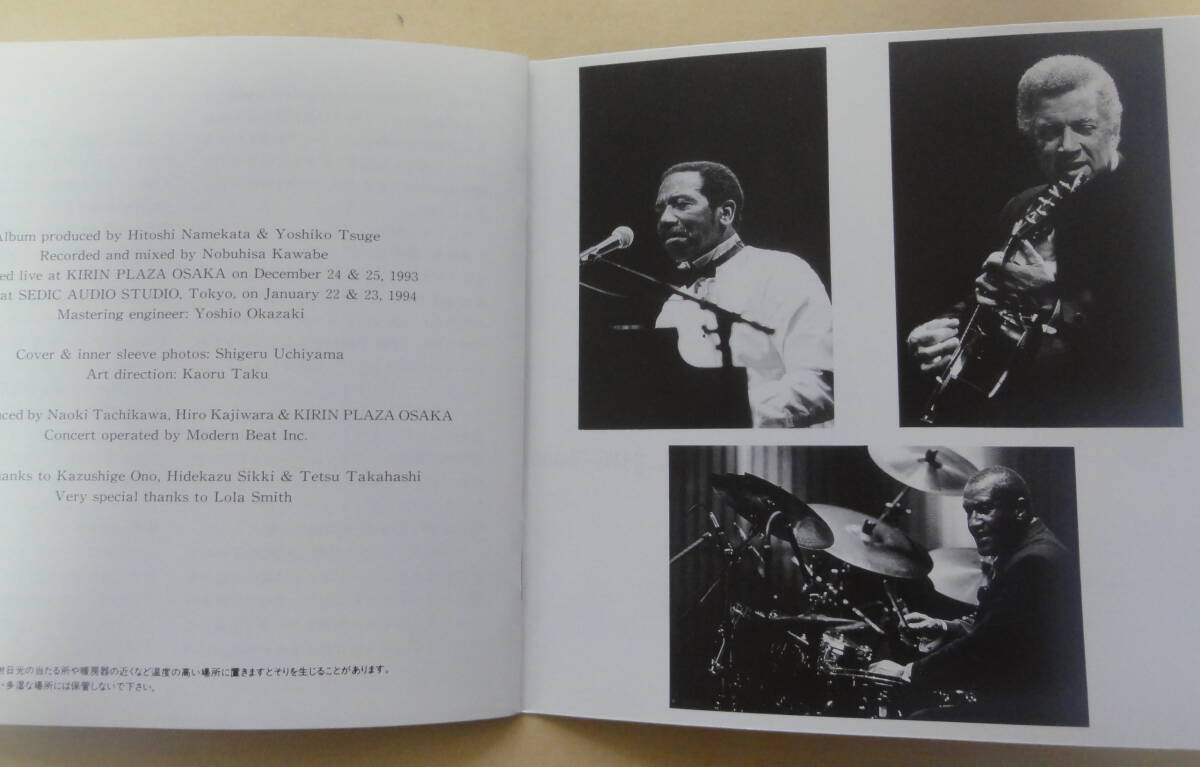 Album produced by Hitoshi Namekata & Yoshiko Tsuge
Recorded and mixed by Nobuhisa Kawabe
ed live at KIRIN PLAZA OSAKA on December 24 & 25, 1993
at SEDIC AUDIO STUDIO, Tokyo, on January 22 & 23, 1994
Mastering engineer: Yoshio Okazaki
Cover & inner sleeve photos: Shigeru Uchiyama
Art direction: Kaoru Taku
ced by Naoki Tachikawa, Hiro Kajiwara & KIRIN PLAZA OSAKA
Concert operated by Modern Beat Inc.
hanks to Kazushige Ono, Hidekazu Sikki & Tetsu Takahashi
Very special thanks to Lola Smith
射日光の当たる所や暖房器の近くなど温度の高い場所に置きますとそりを生じることがあります。
・多湿な場所には保管しないで下さい。